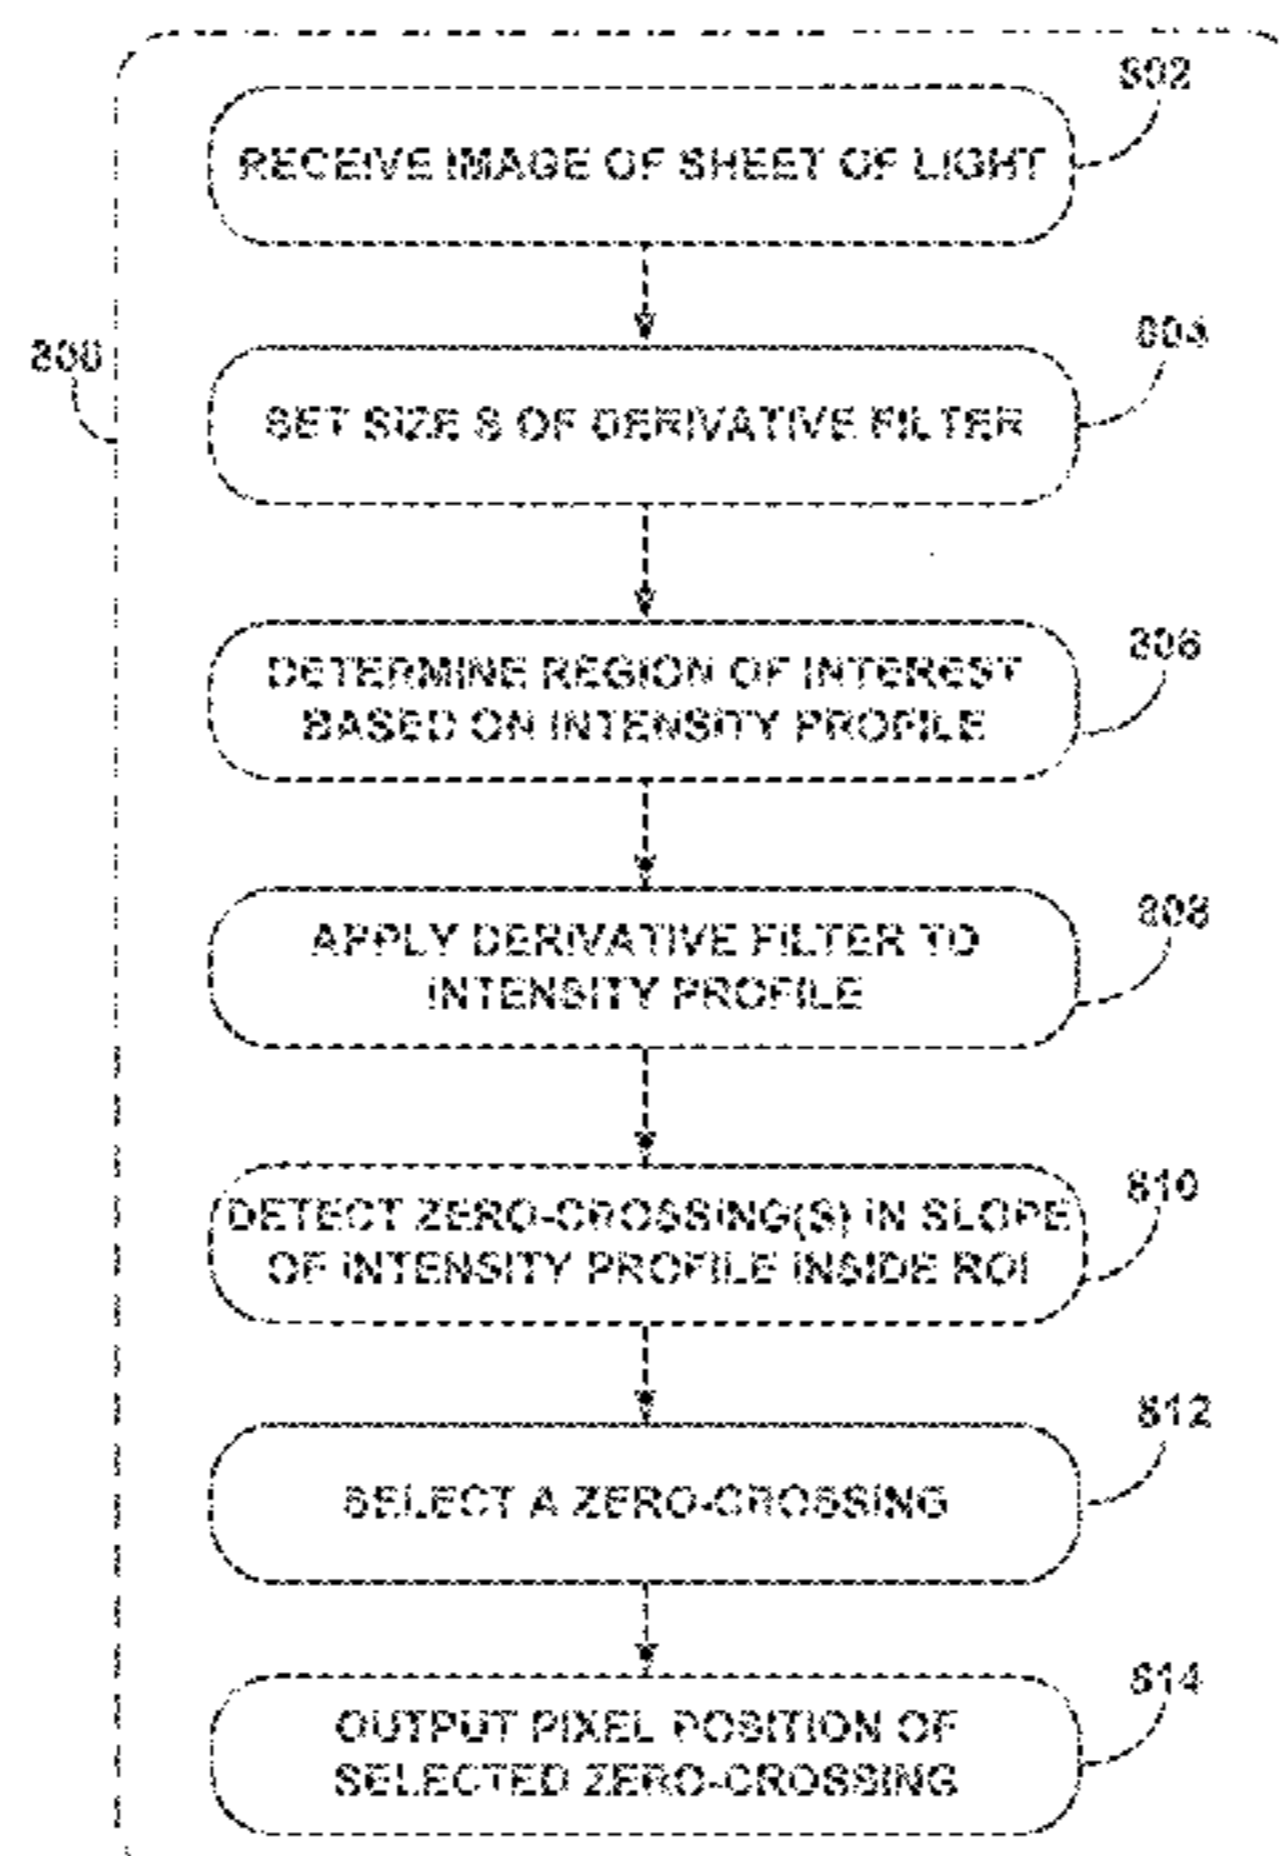 802
RECEIVE IMAGE OF SHEET OF LIGHT
800
804
SET SIZE S OF DERIVATIVE FILTER
806
DETERMINE REGION OF INTEREST
BASED ON INTENSITY PROFILE
808
APPLY DERIVATIVE FILTER TO
INTENSITY PROFILE
810
DETECT ZERO-CROSSING(S) IN SLOPE
OF INTENSITY PROFILE INSIDE ROI
812
SELECT A ZERO-CROSSING
814
OUTPUT PIXEL POSITION OF
SELECTED ZERO-CROSSING